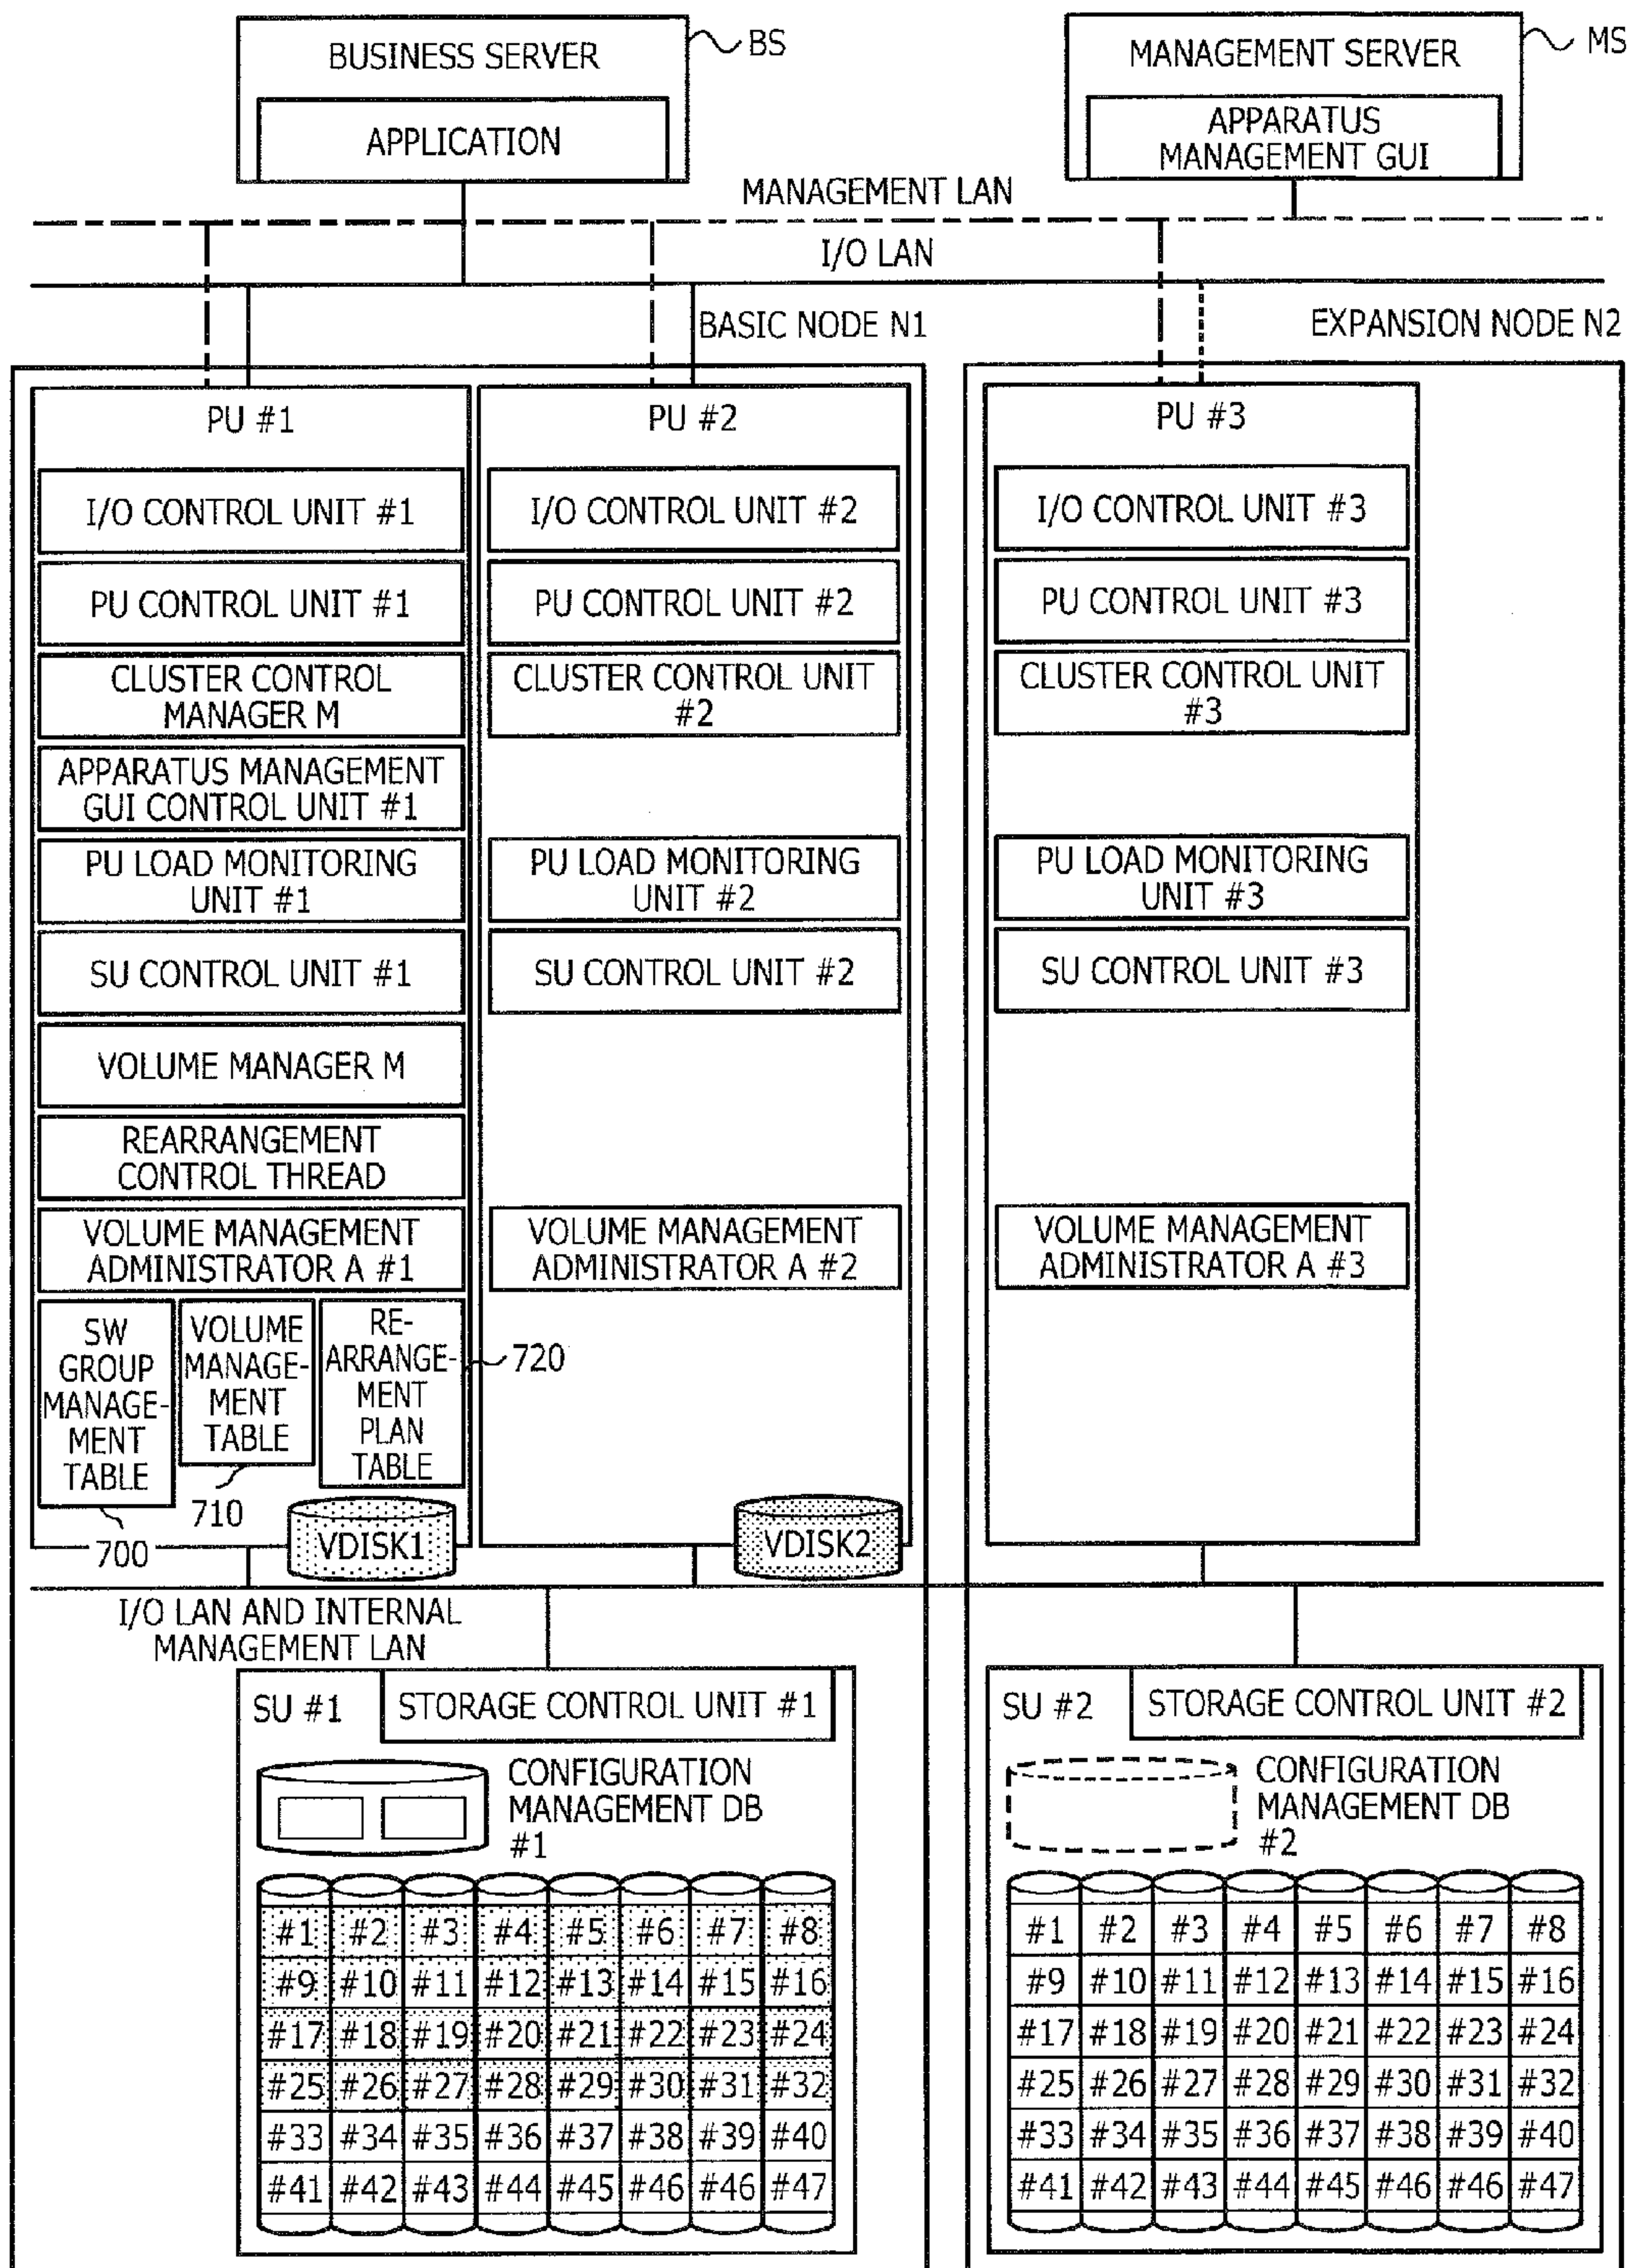 BUSINESS SERVER
BS
APPLICATION
MANAGEMENT SERVER
MS
APPARATUS
MANAGEMENT GUI
MANAGEMENT LAN
I/O LAN
BASIC NODE N1
EXPANSION NODE N2
PU #1
I/O CONTROL UNIT #1
PU CONTROL UNIT #1
CLUSTER CONTROL
MANAGER M
APPARATUS MANAGEMENT
GUI CONTROL UNIT #1
PU LOAD MONITORING
UNIT #1
SU CONTROL UNIT #1
VOLUME MANAGER M
REARRANGEMENT
CONTROL THREAD
VOLUME MANAGEMENT
ADMINISTRATOR A #1
SW
GROUP
MANAGE-
MENT
TABLE
700
VOLUME
MANAGE-
MENT
TABLE
710
RE-
ARRANGE-
MENT
PLAN
TABLE
720
VDISK1
PU #2
I/O CONTROL UNIT #2
PU CONTROL UNIT #2
CLUSTER CONTROL UNIT
#2
PU LOAD MONITORING
UNIT #2
SU CONTROL UNIT #2
VOLUME MANAGEMENT
ADMINISTRATOR A #2
VDISK2
PU #3
I/O CONTROL UNIT #3
PU CONTROL UNIT #3
CLUSTER CONTROL UNIT
#3
PU LOAD MONITORING
UNIT #3
SU CONTROL UNIT #3
VOLUME MANAGEMENT
ADMINISTRATOR A #3
I/O LAN AND INTERNAL
MANAGEMENT LAN
SU #1
STORAGE CONTROL UNIT #1
CONFIGURATION
MANAGEMENT DB
#1
#1 #2 #3 #4 #5 #6 #7 #8
#9 #10 #11 #12 #13 #14 #15 #16
#17 #18 #19 #20 #21 #22 #23 #24
#25 #26 #27 #28 #29 #30 #31 #32
#33 #34 #35 #36 #37 #38 #39 #40
#41 #42 #43 #44 #45 #46 #46 #47
SU #2
STORAGE CONTROL UNIT #2
CONFIGURATION
MANAGEMENT DB
#2
#1 #2 #3 #4 #5 #6 #7 #8
#9 #10 #11 #12 #13 #14 #15 #16
#17 #18 #19 #20 #21 #22 #23 #24
#25 #26 #27 #28 #29 #30 #31 #32
#33 #34 #35 #36 #37 #38 #39 #40
#41 #42 #43 #44 #45 #46 #46 #47